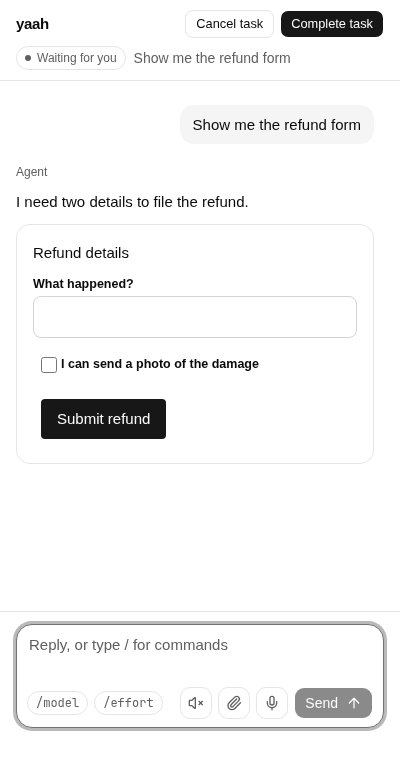 yaah
Cancel task
Complete task
Waiting for you
Show me the refund form
Show me the refund form
Agent
I need two details to file the refund.
Refund details
What happened?
I can send a photo of the damage
Submit refund
Reply, or type / for commands
/model
/effort
Send